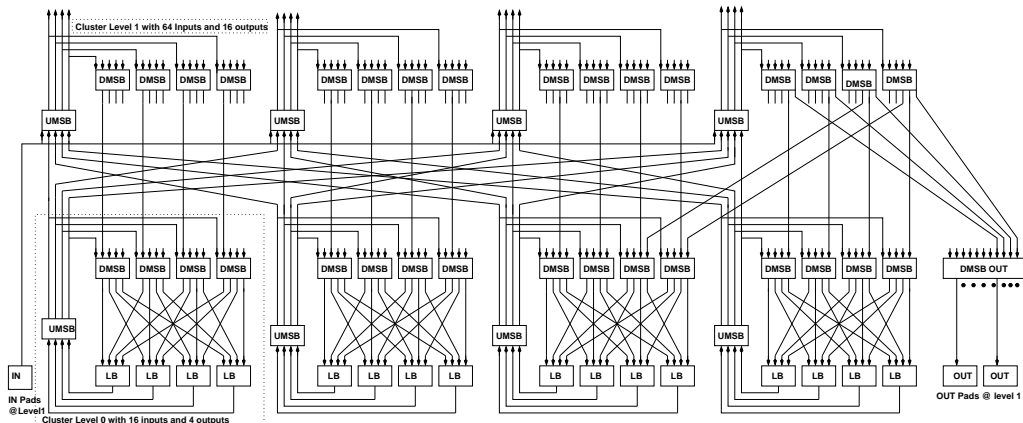 Cluster Level 1 with 64 Inputs and 16 outputs
DMSB DMSB DMSB DMSB DMSB DMSB DMSB DMSB DMSB DMSB DMSB DMSB DMSB DMSB DMSB DMSB
UMSB UMSB UMSB UMSB
DMSB DMSB DMSB DMSB DMSB DMSB DMSB DMSB DMSB DMSB DMSB DMSB DMSB DMSB DMSB DMSB DMSB OUT
UMSB UMSB UMSB UMSB
IN LB LB LB LB LB LB LB LB LB LB LB LB LB LB LB LB OUT OUT
IN Pads
@Level1
OUT Pads @ level 1
Cluster Level 0 with 16 inputs and 4 outputs